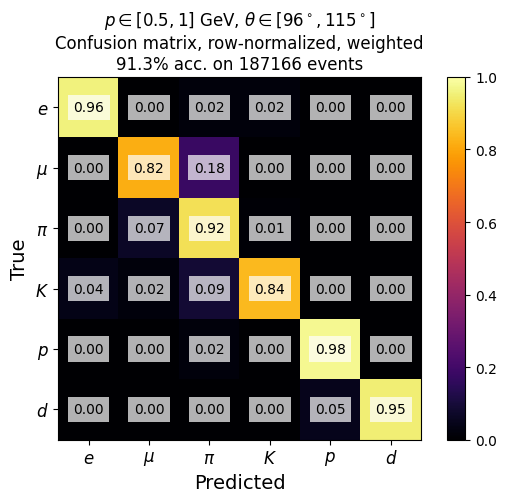 p ∈ [0.5, 1] GeV, θ ∈ [96°, 115°]
Confusion matrix, row-normalized, weighted
91.3% acc. on 187166 events
e 0.96 0.00 0.02 0.02 0.00 0.00
μ 0.00 0.82 0.18 0.00 0.00 0.00
π 0.00 0.07 0.92 0.01 0.00 0.00
K 0.04 0.02 0.09 0.84 0.00 0.00
p 0.00 0.00 0.02 0.00 0.98 0.00
d 0.00 0.00 0.00 0.00 0.05 0.95
e μ π K p d
Predicted
True
1.0
0.8
0.6
0.4
0.2
0.0